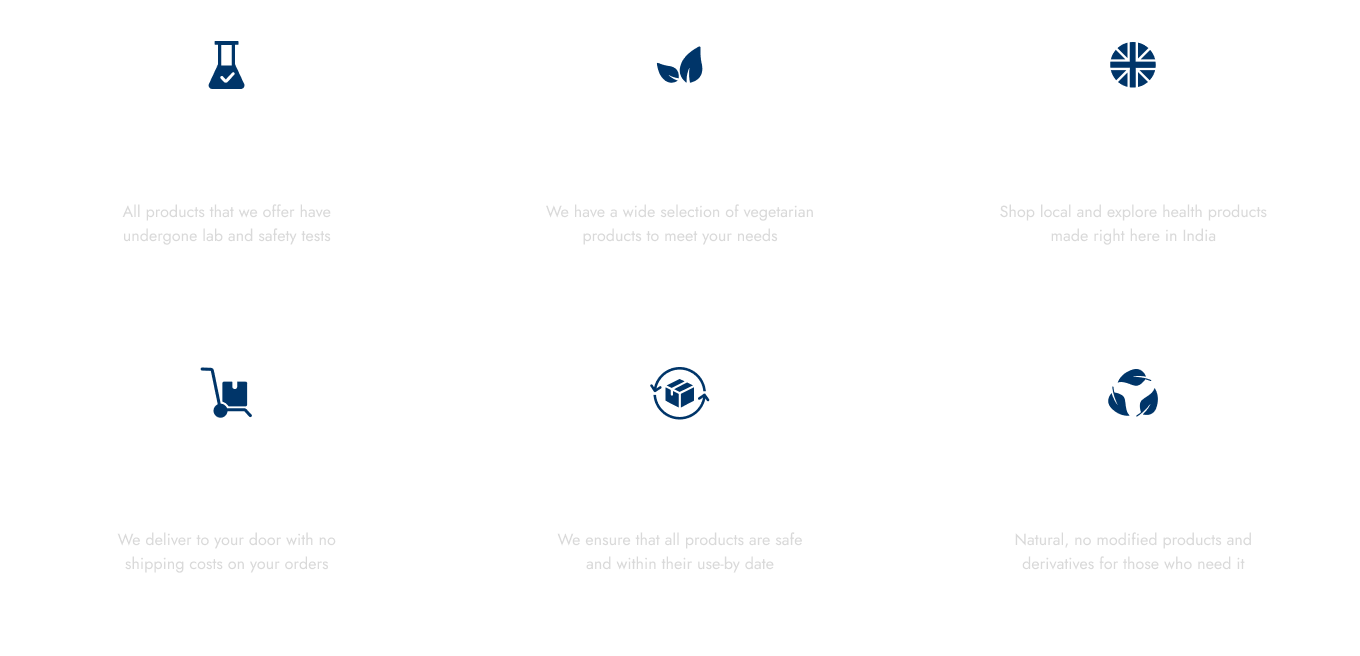 All products that we offer have
undergone lab and safety tests
We have a wide selection of vegetarian
products to meet your needs
Shop local and explore health products
made right here in India
We deliver to your door with no
shipping costs on your orders
We ensure that all products are safe
and within their use-by date
Natural, no modified products and
derivatives for those who need it